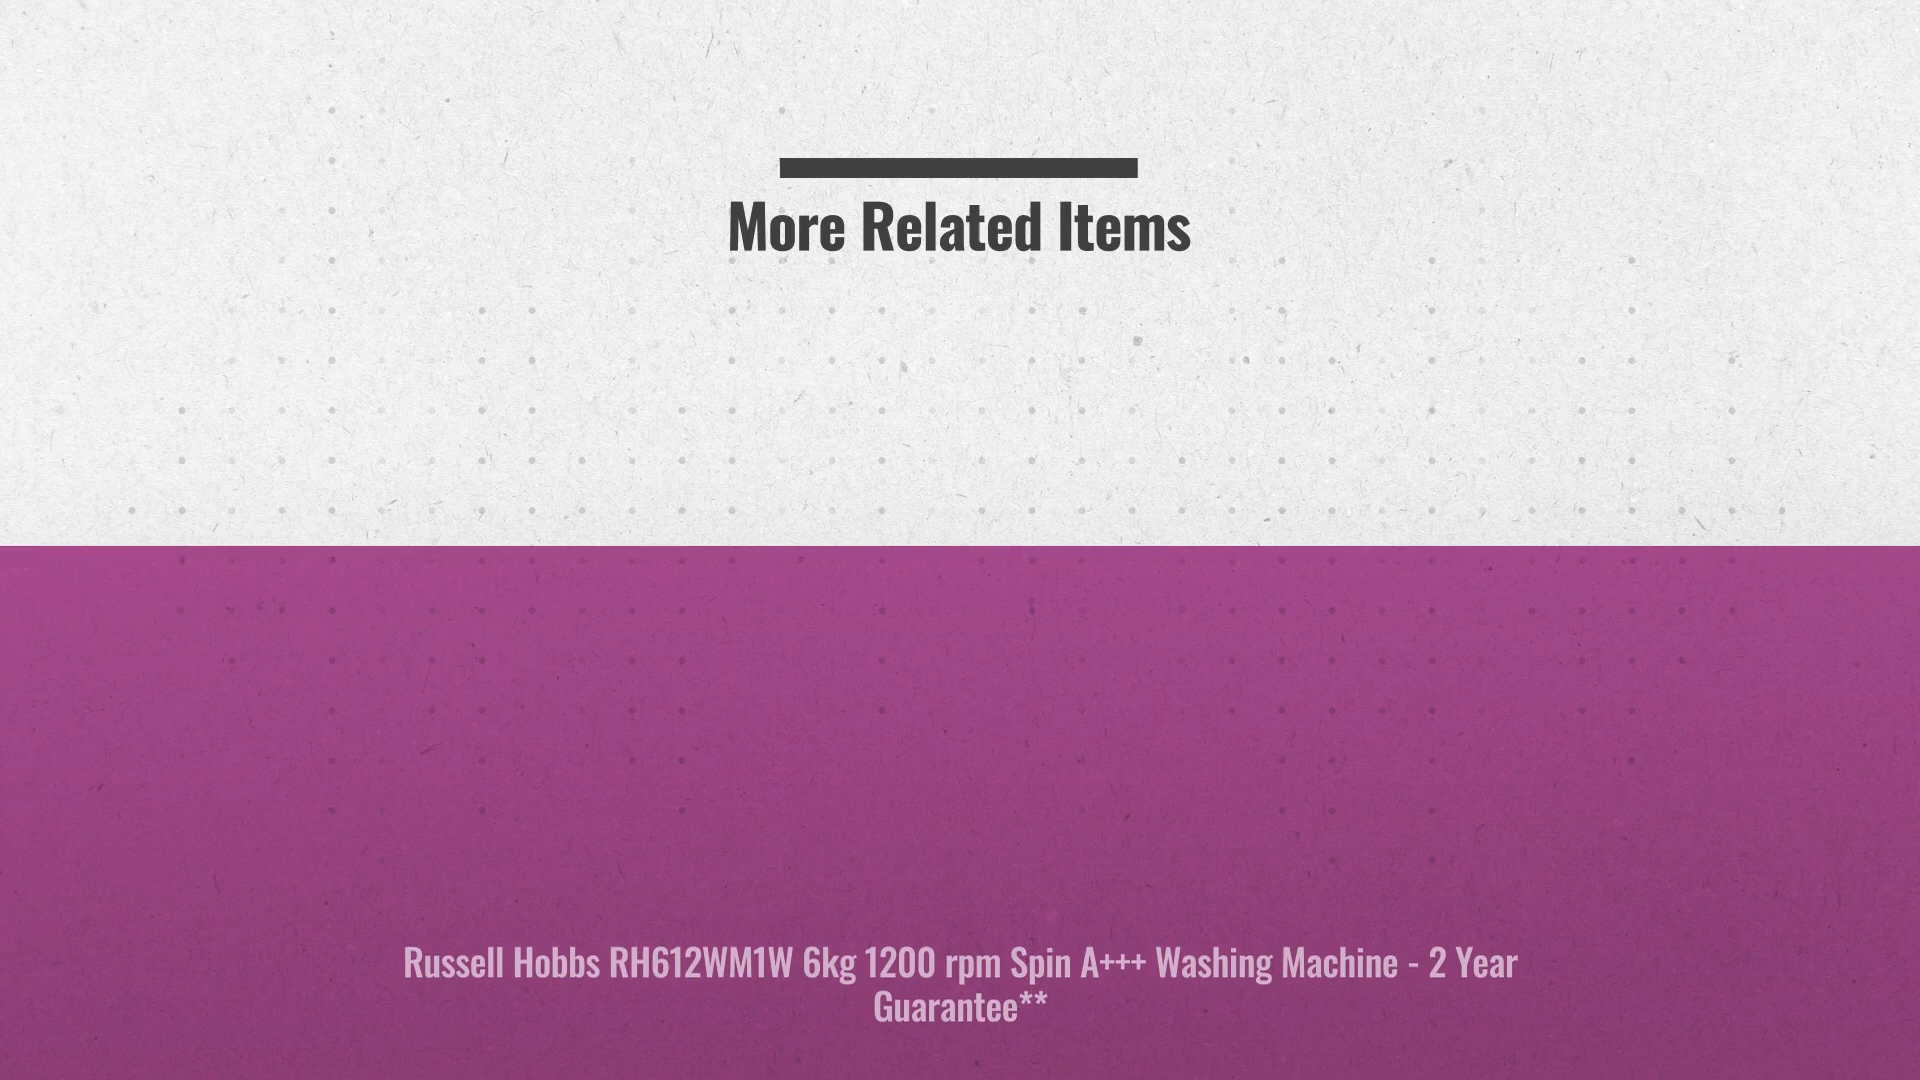 More Related Items
Russell Hobbs RH612WM1W 6kg 1200 rpm Spin A+++ Washing Machine - 2 Year
Guarantee**